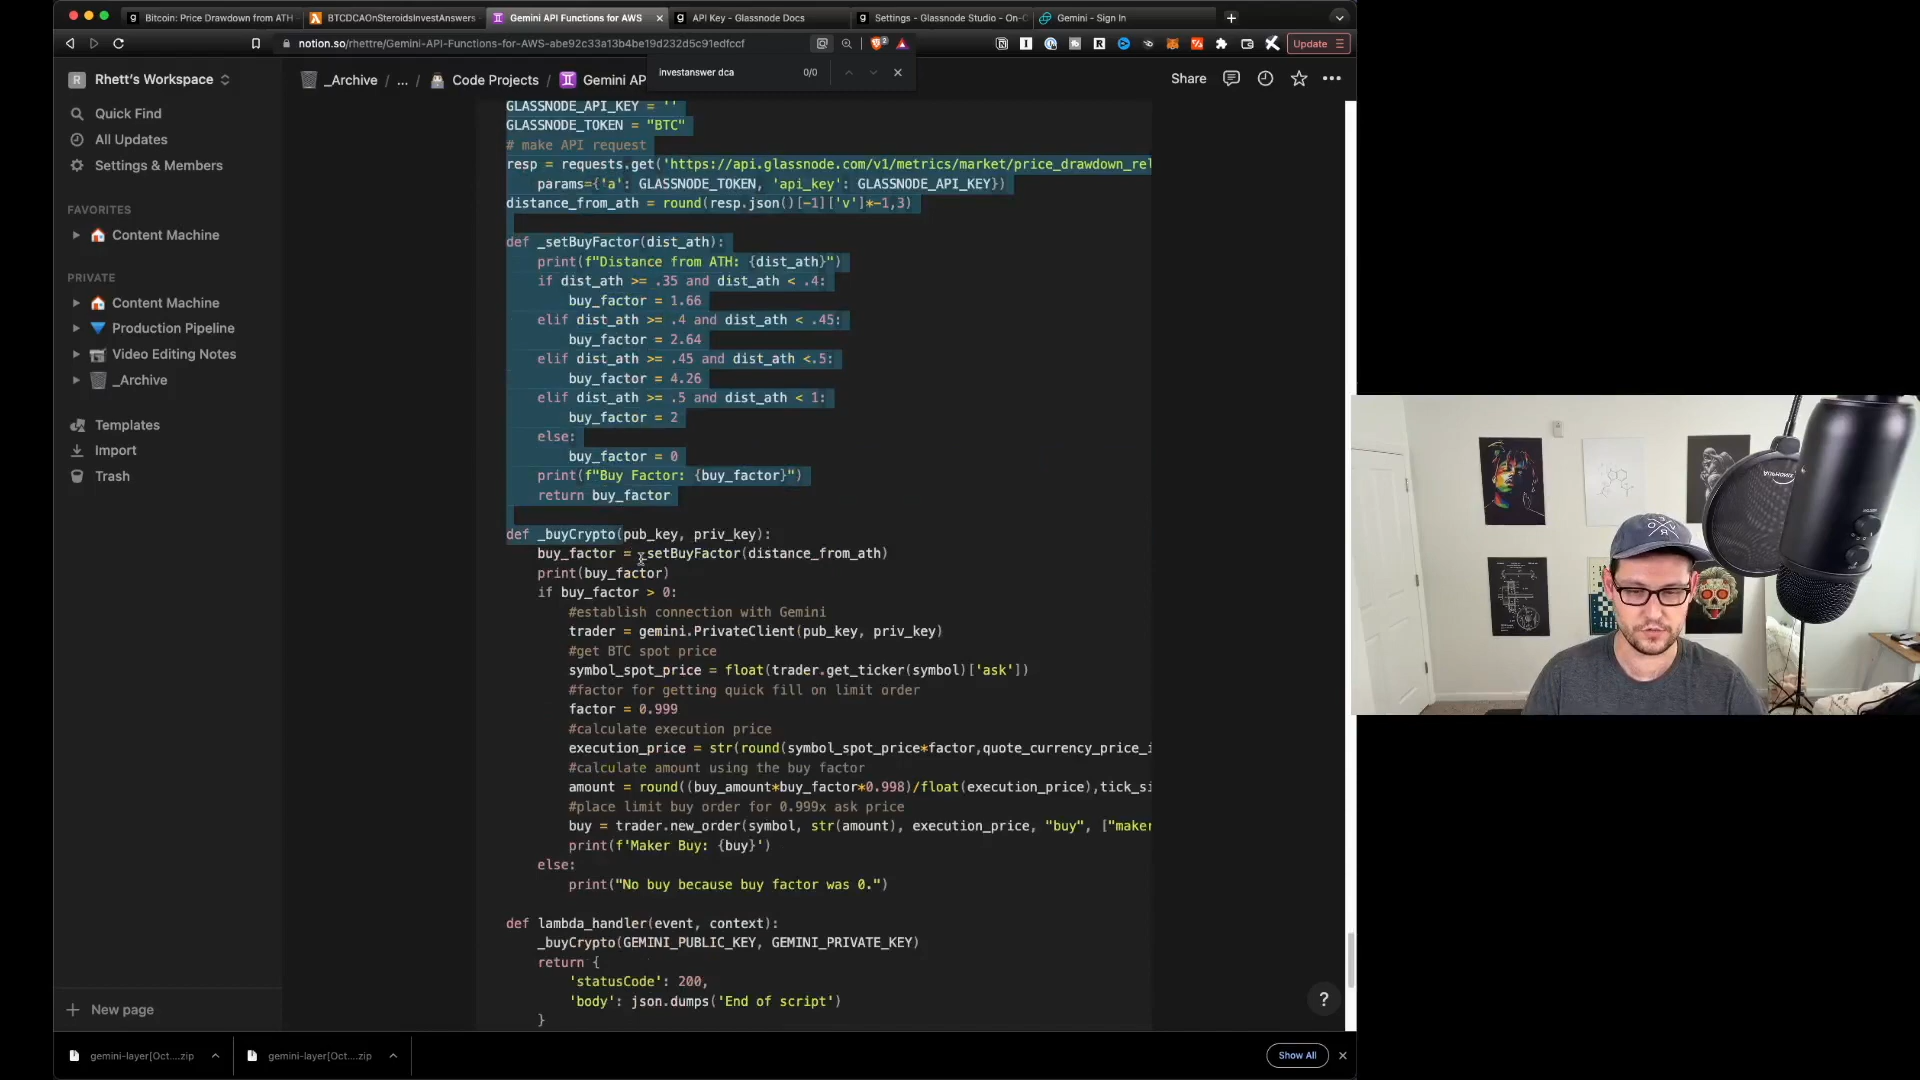 Bitcoin: Price Drawdown from ATH
BTCDCAOnSteroidsInvestAnswers
Gemini API Functions for AWS
API Key - Glassnode Docs
Settings - Glassnode Studio - On-C
Gemini - Sign In
notion.so/rhettre/Gemini-API-Functions-for-AWS-abe92c33a13b4be19d232d5c91edfccf
Update
investanswer dca
0/0
R
Rhett's Workspace
_Archive / ... / Code Projects / Gemini AP
Share
Quick Find
All Updates
Settings & Members
FAVORITES
Content Machine
PRIVATE
Content Machine
Production Pipeline
Video Editing Notes
_Archive
Templates
Import
Trash
New page
GLASSNODE_API_KEY = ''
GLASSNODE_TOKEN = "BTC"
# make API request
resp = requests.get('https://api.glassnode.com/v1/metrics/market/price_drawdown_rel
params={'a': GLASSNODE_TOKEN, 'api_key': GLASSNODE_API_KEY})
distance_from_ath = round(resp.json()[-1]['v']*-1,3)
def _setBuyFactor(dist_ath):
print(f"Distance from ATH: {dist_ath}")
if dist_ath >= .35 and dist_ath < .4:
buy_factor = 1.66
elif dist_ath >= .4 and dist_ath < .45:
buy_factor = 2.64
elif dist_ath >= .45 and dist_ath <.5:
buy_factor = 4.26
elif dist_ath >= .5 and dist_ath < 1:
buy_factor = 2
else:
buy_factor = 0
print(f"Buy Factor: {buy_factor}")
return buy_factor
def _buyCrypto(pub_key, priv_key):
buy_factor = _setBuyFactor(distance_from_ath)
print(buy_factor)
if buy_factor > 0:
#establish connection with Gemini
trader = gemini.PrivateClient(pub_key, priv_key)
#get BTC spot price
symbol_spot_price = float(trader.get_ticker(symbol)['ask'])
#factor for getting quick fill on limit order
factor = 0.999
#calculate execution price
execution_price = str(round(symbol_spot_price*factor,quote_currency_price_i
#calculate amount using the buy factor
amount = round((buy_amount*buy_factor*0.998)/float(execution_price),tick_si
#place limit buy order for 0.999x ask price
buy = trader.new_order(symbol, str(amount), execution_price, "buy", ["maker
print(f'Maker Buy: {buy}')
else:
print("No buy because buy factor was 0.")
def lambda_handler(event, context):
_buyCrypto(GEMINI_PUBLIC_KEY, GEMINI_PRIVATE_KEY)
return {
'statusCode': 200,
'body': json.dumps('End of script')
}
?
gemini-layer[Oct....zip
gemini-layer[Oct....zip
Show All